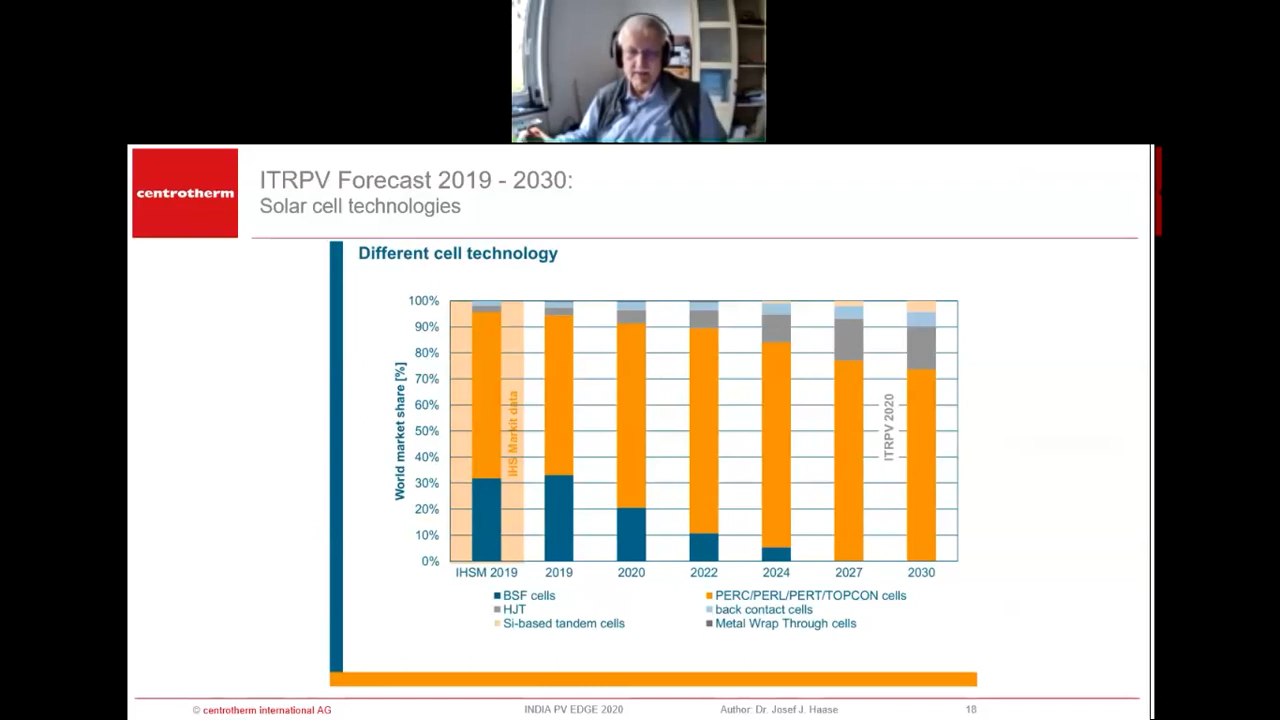 centrotherm
ITRPV Forecast 2019 - 2030:
Solar cell technologies
Different cell technology
World market share [%]
100%
90%
80%
70%
60%
50%
40%
30%
20%
10%
0%
IHS Markit data
ITRPV 2020
IHSM 2019 2019 2020 2022 2024 2027 2030
BSF cells PERC/PERL/PERT/TOPCON cells
HJT back contact cells
Si-based tandem cells Metal Wrap Through cells
© centrotherm international AG INDIA PV EDGE 2020 Author: Dr. Josef J. Haase 18